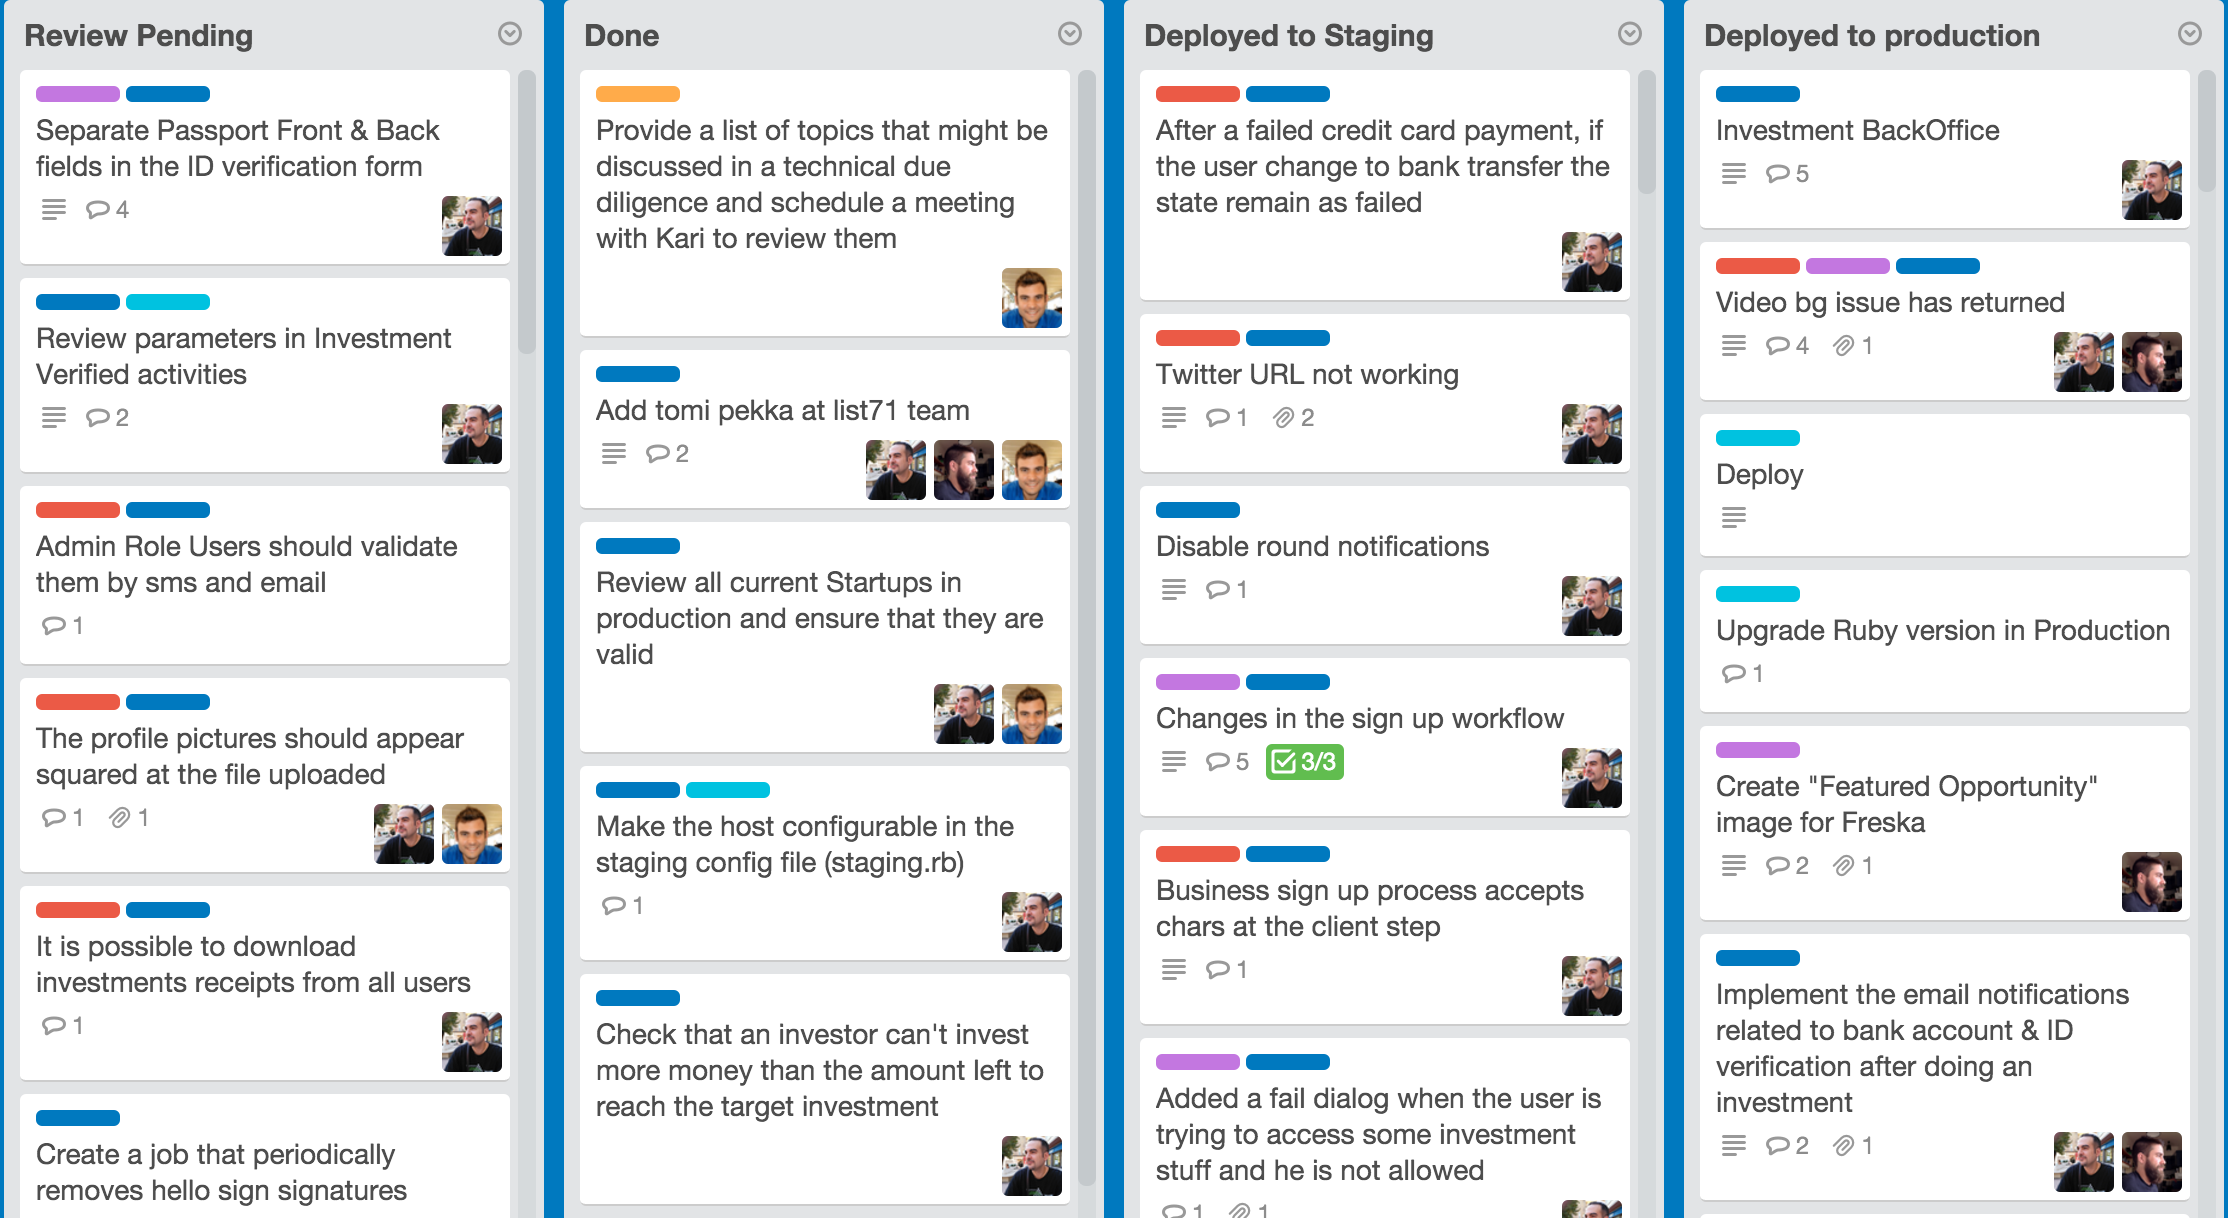 Review Pending
Separate Passport Front & Back
fields in the ID verification form
4
Review parameters in Investment
Verified activities
2
Admin Role Users should validate
them by sms and email
1
The profile pictures should appear
squared at the file uploaded
1 1
It is possible to download
investments receipts from all users
1
Create a job that periodically
removes hello sign signatures
Done
Provide a list of topics that might be
discussed in a technical due
diligence and schedule a meeting
with Kari to review them
Add tomi pekka at list71 team
2
Review all current Startups in
production and ensure that they are
valid
Make the host configurable in the
staging config file (staging.rb)
1
Check that an investor can't invest
more money than the amount left to
reach the target investment
Deployed to Staging
After a failed credit card payment, if
the user change to bank transfer the
state remain as failed
Twitter URL not working
1 2
Disable round notifications
1
Changes in the sign up workflow
5 3/3
Business sign up process accepts
chars at the client step
1
Added a fail dialog when the user is
trying to access some investment
stuff and he is not allowed
1 1
Deployed to production
Investment BackOffice
5
Video bg issue has returned
4 1
Deploy
Upgrade Ruby version in Production
1
Create "Featured Opportunity"
image for Freska
2 1
Implement the email notifications
related to bank account & ID
verification after doing an
investment
2 1